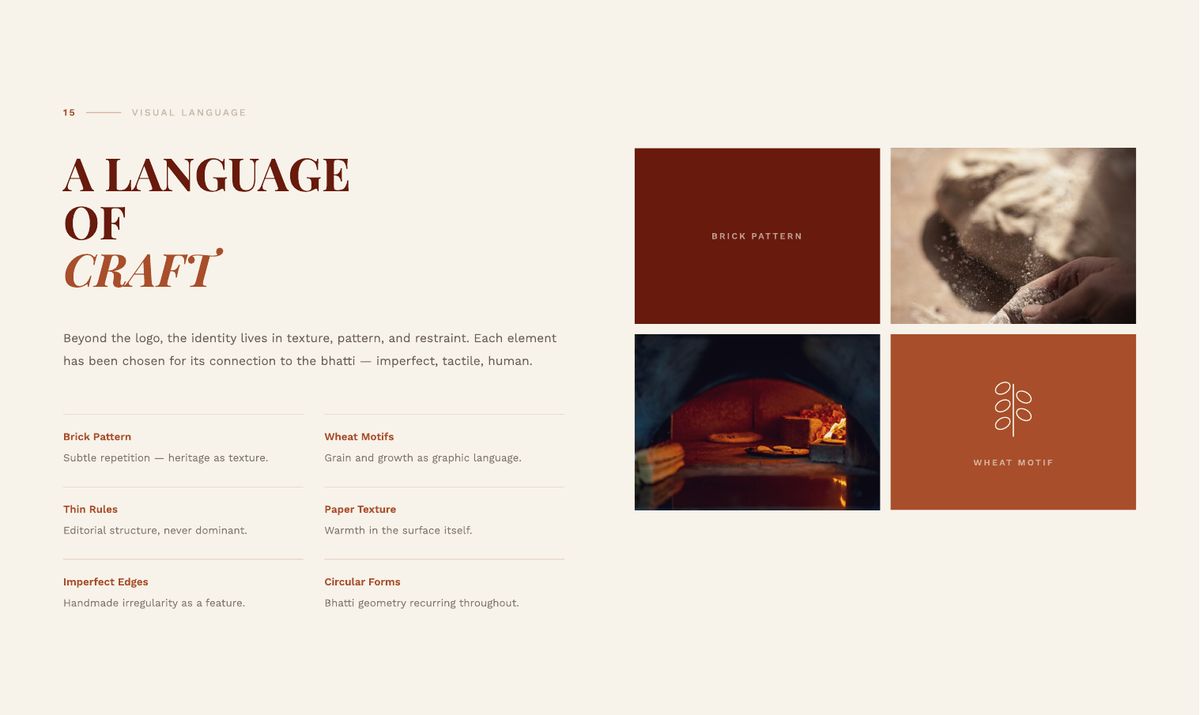 15 VISUAL LANGUAGE
A LANGUAGE
OF
CRAFT
Beyond the logo, the identity lives in texture, pattern, and restraint. Each element
has been chosen for its connection to the bhatti — imperfect, tactile, human.
Brick Pattern
Subtle repetition — heritage as texture.
Wheat Motifs
Grain and growth as graphic language.
Thin Rules
Editorial structure, never dominant.
Paper Texture
Warmth in the surface itself.
Imperfect Edges
Handmade irregularity as a feature.
Circular Forms
Bhatti geometry recurring throughout.
BRICK PATTERN
WHEAT MOTIF